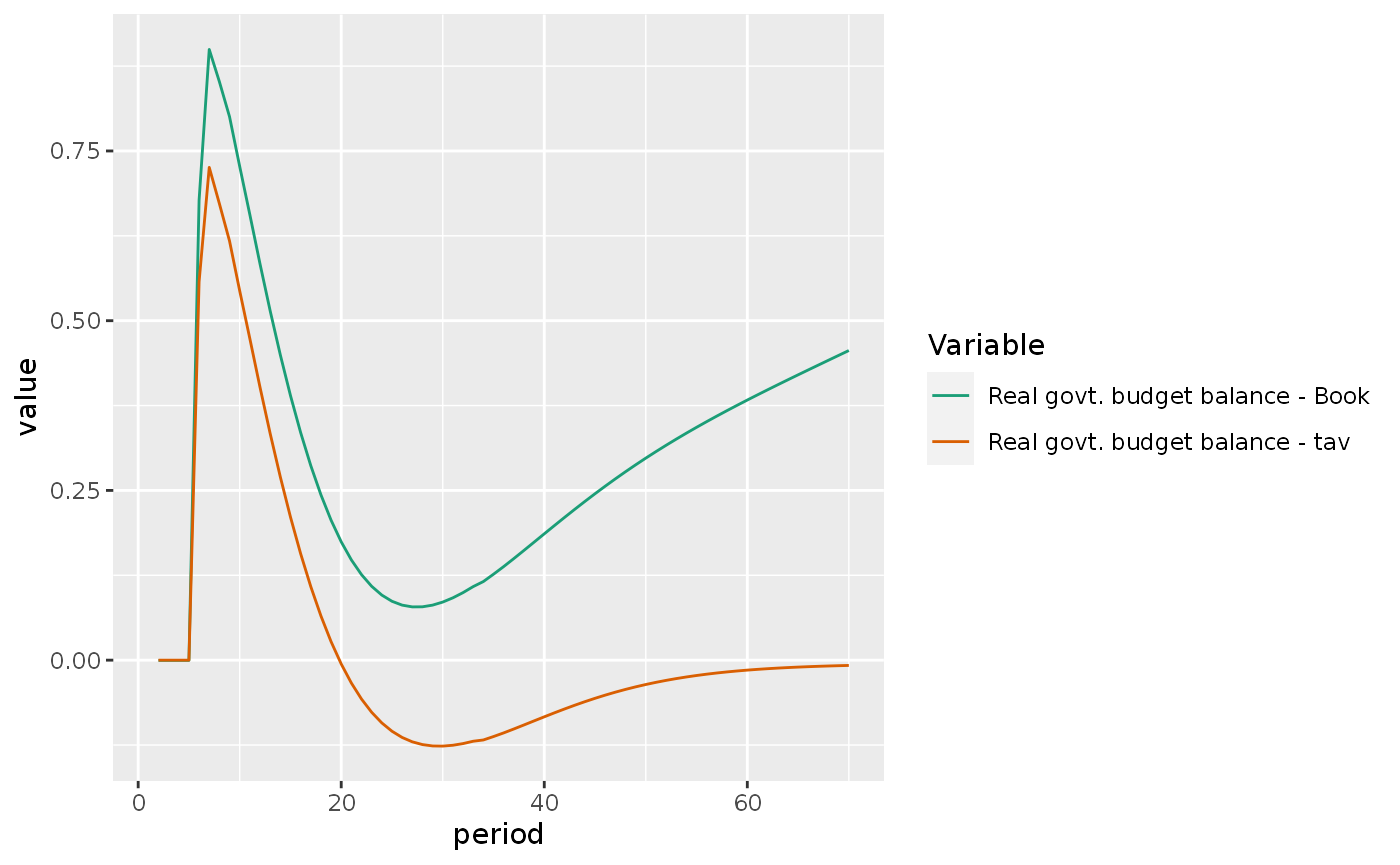 value
0.75
0.50
0.25
0.00
0 20 40 60
period
Variable
Real govt. budget balance - Book
Real govt. budget balance - tav